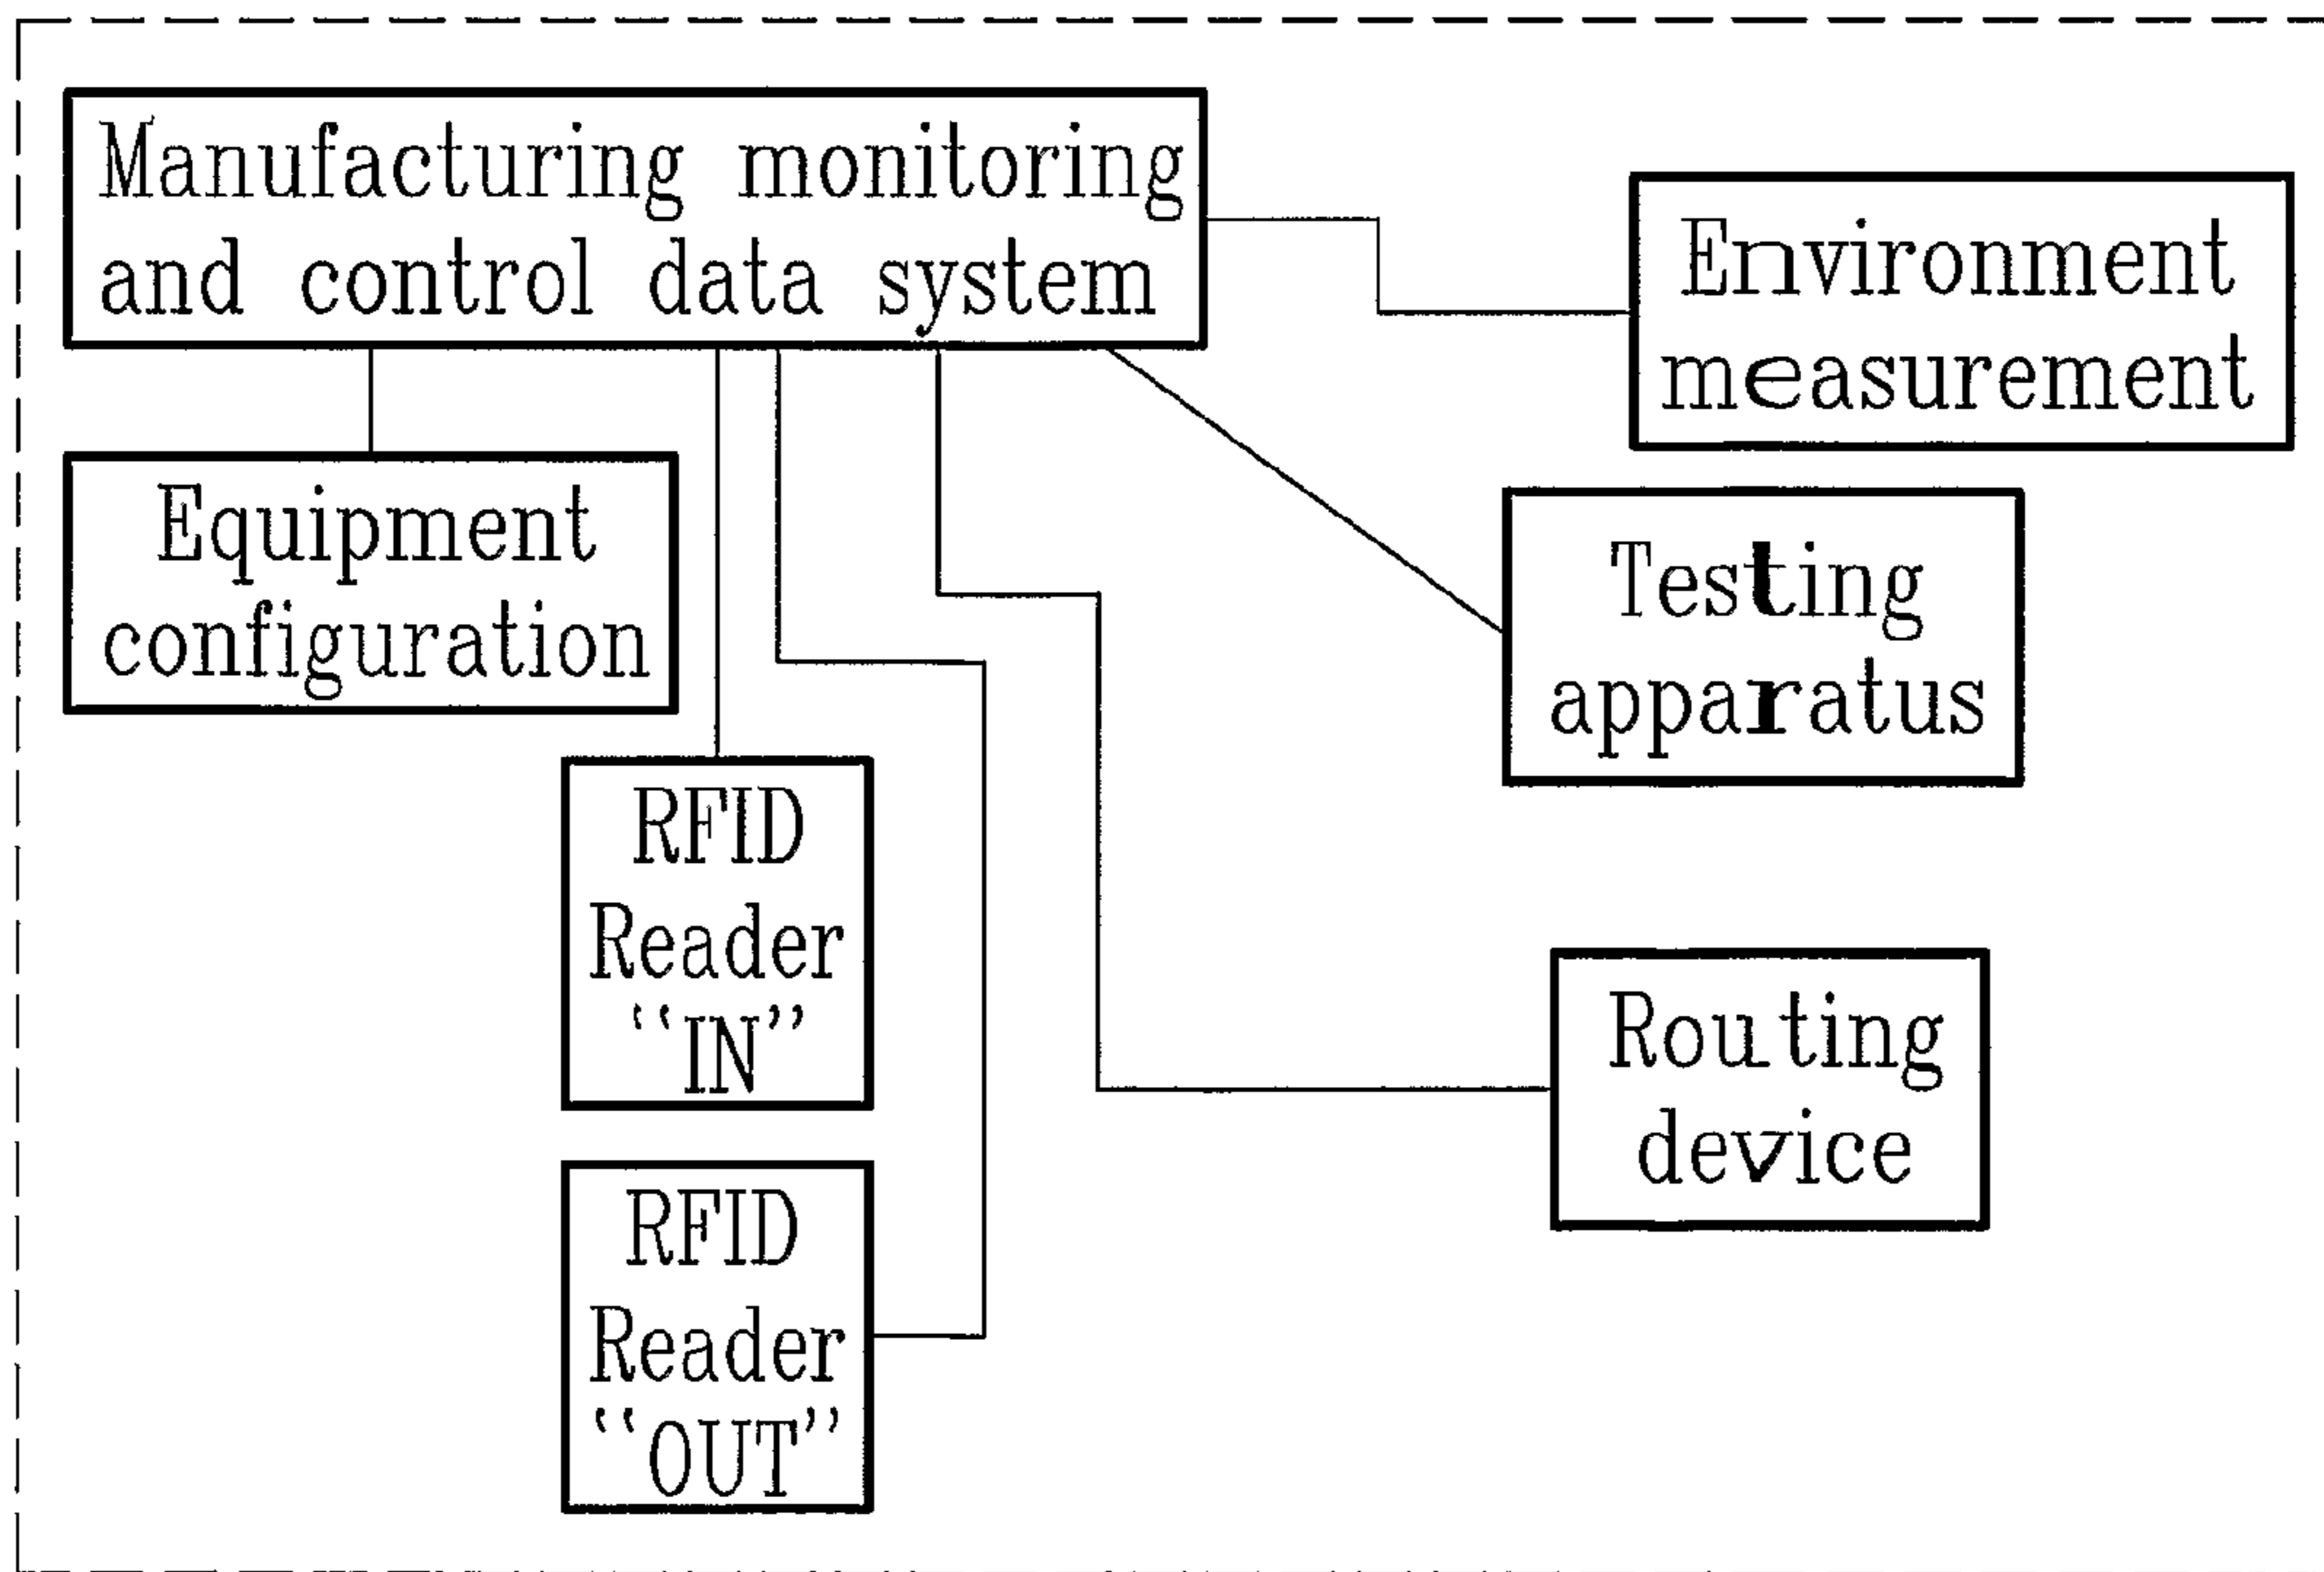 Manufacturing monitoring
and control data system
Environment
measurement
Equipment
configuration
Testing
apparatus
RFID
Reader
“IN”
Routing
device
RFID
Reader
“OUT”